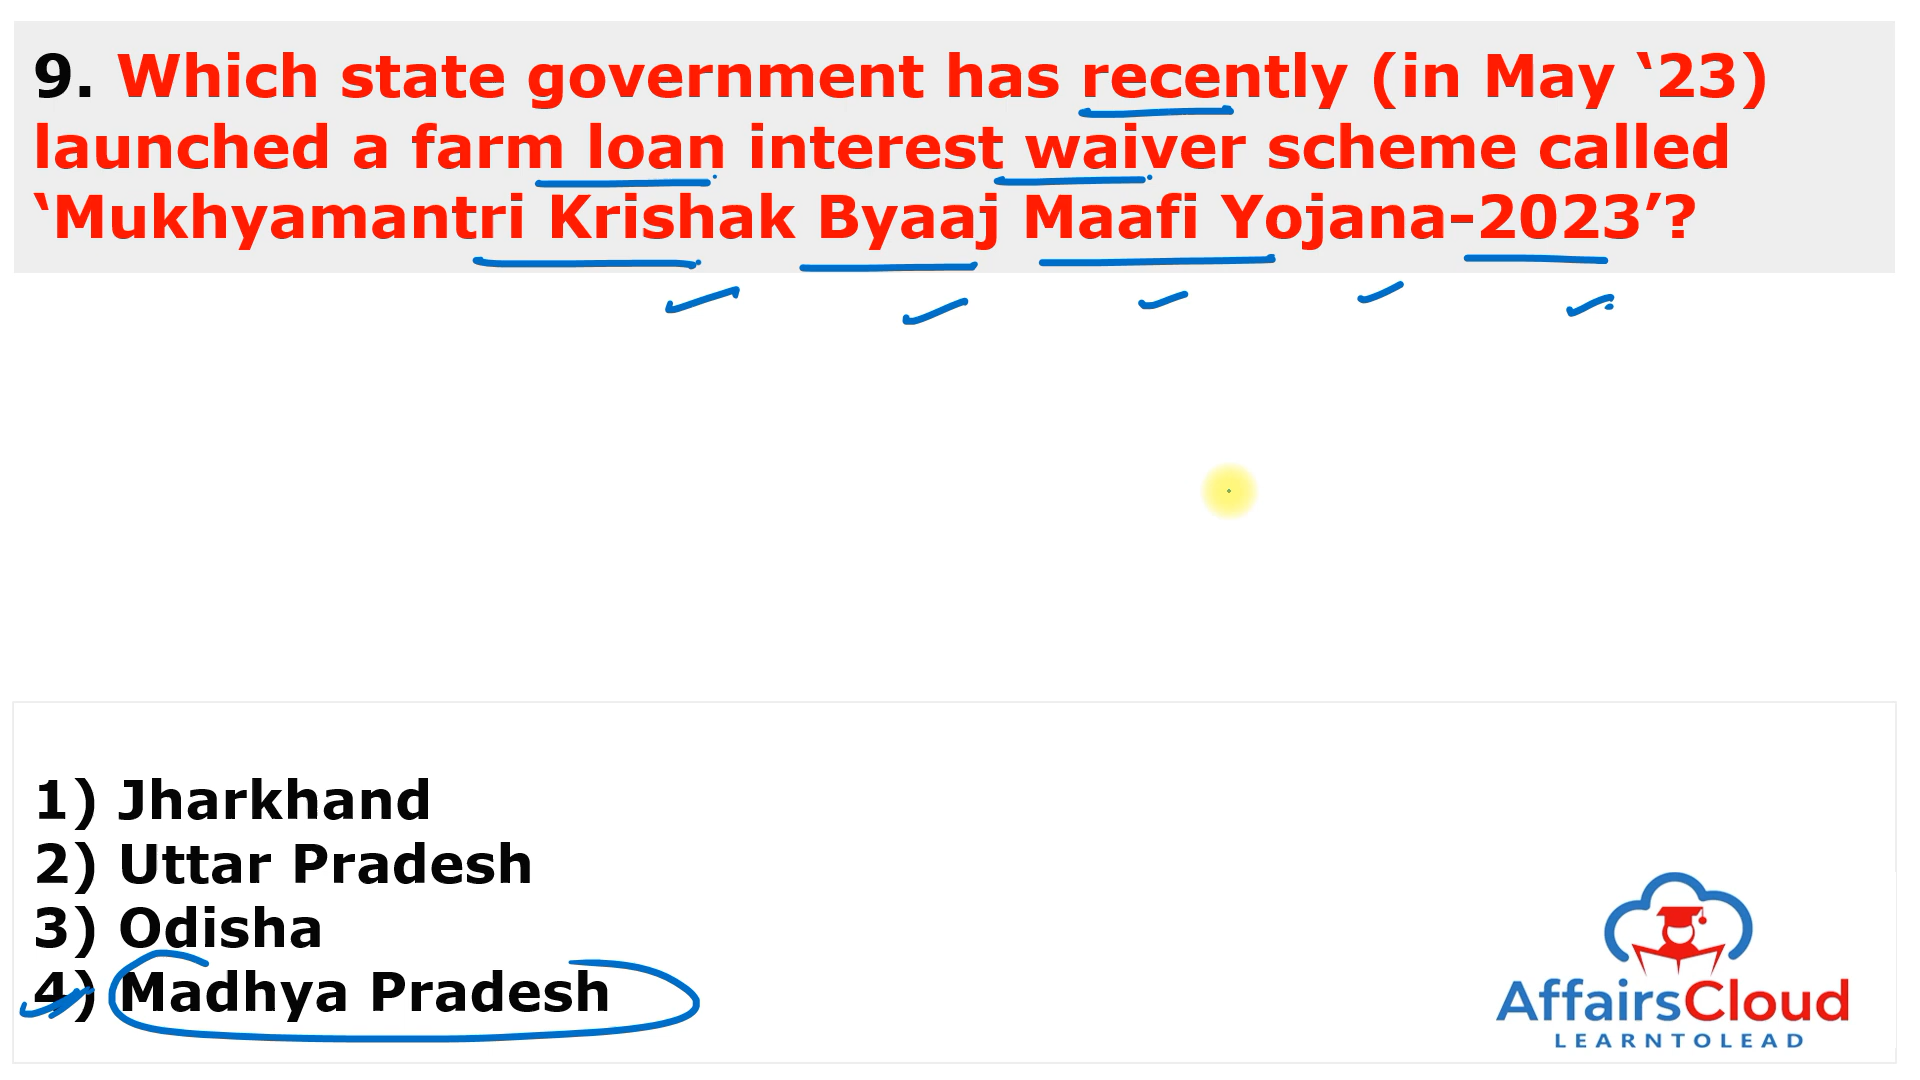 9. Which state government has recently (in May ‘23)
launched a farm loan interest waiver scheme called
‘Mukhyamantri Krishak Byaaj Maafi Yojana-2023’?
1) Jharkhand
2) Uttar Pradesh
3) Odisha
4) Madhya Pradesh
AffairsCloud
LEARNTOLEAD